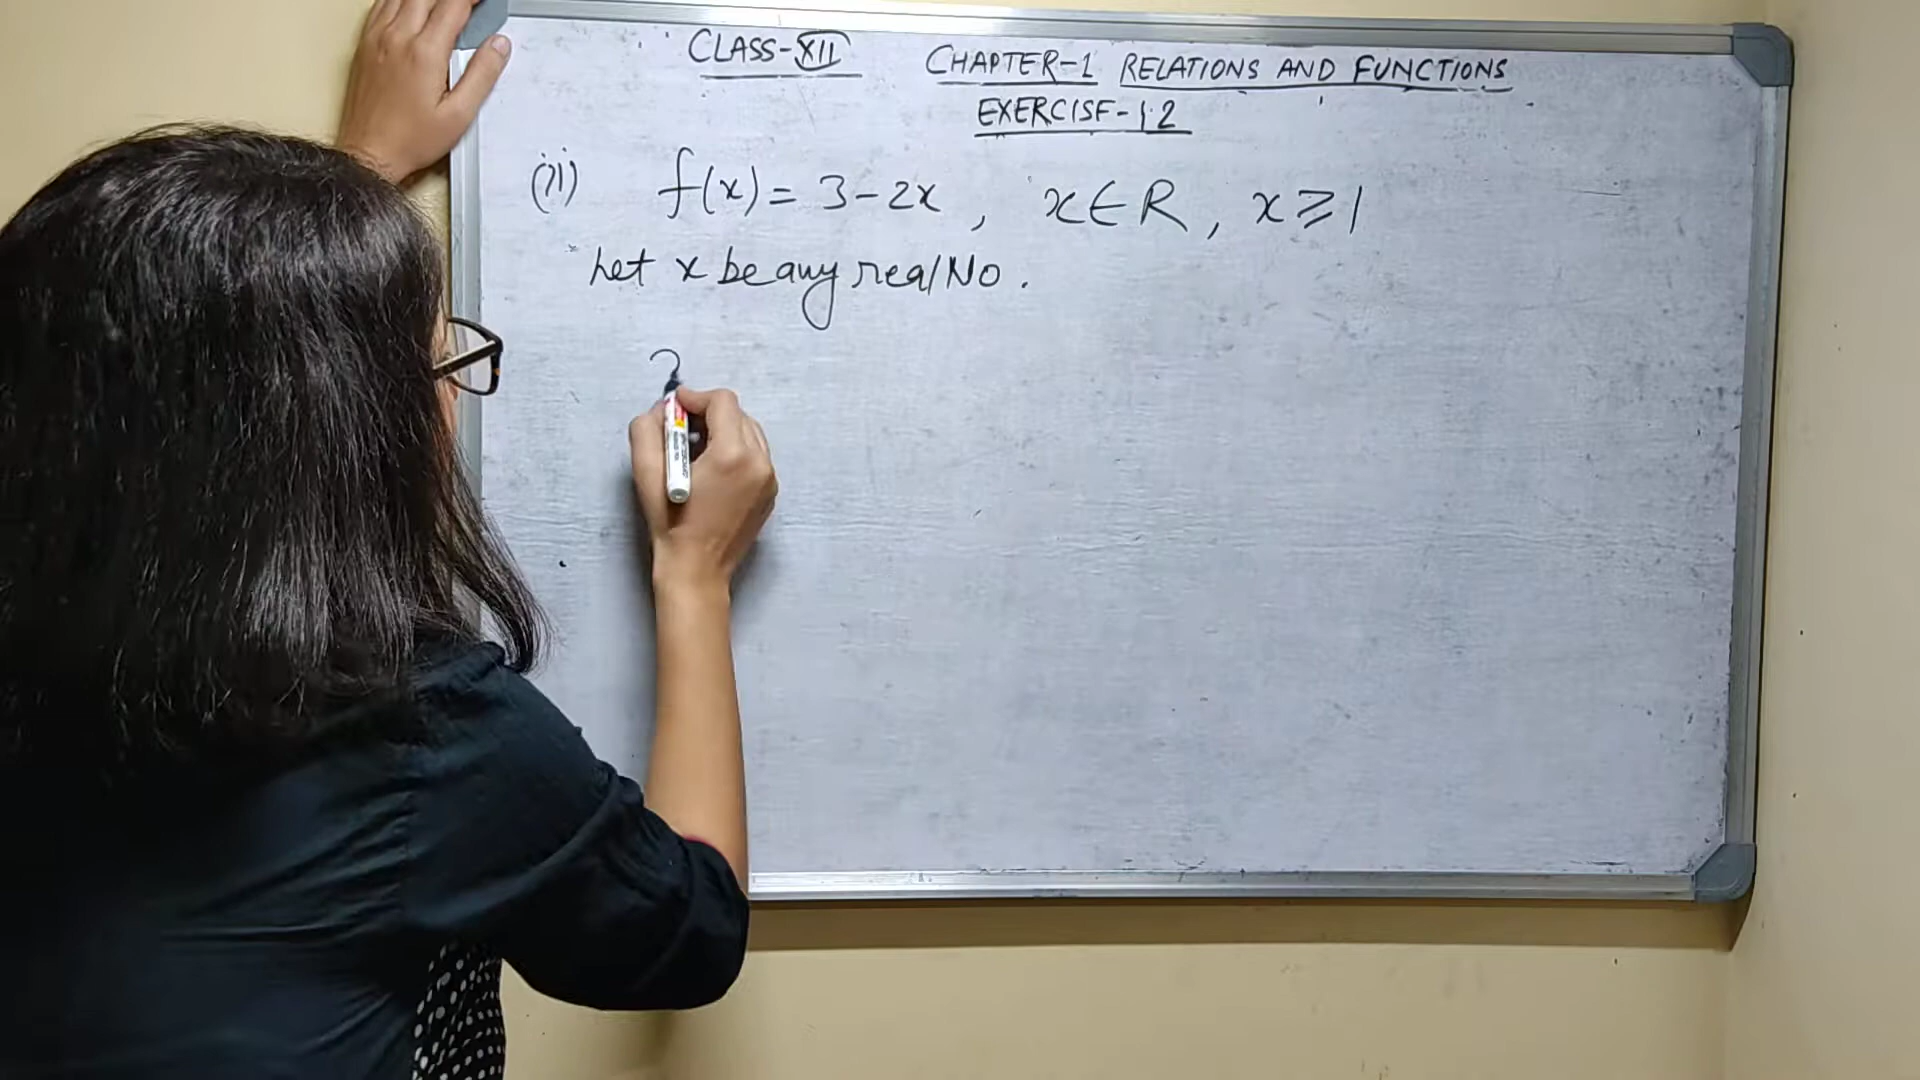 CLASS-XII
CHAPTER-1 RELATIONS AND FUNCTIONS
EXERCISE-1.2
(ii) f(x) = 3-2x , x∈R, x≥1
Let x be any real No.